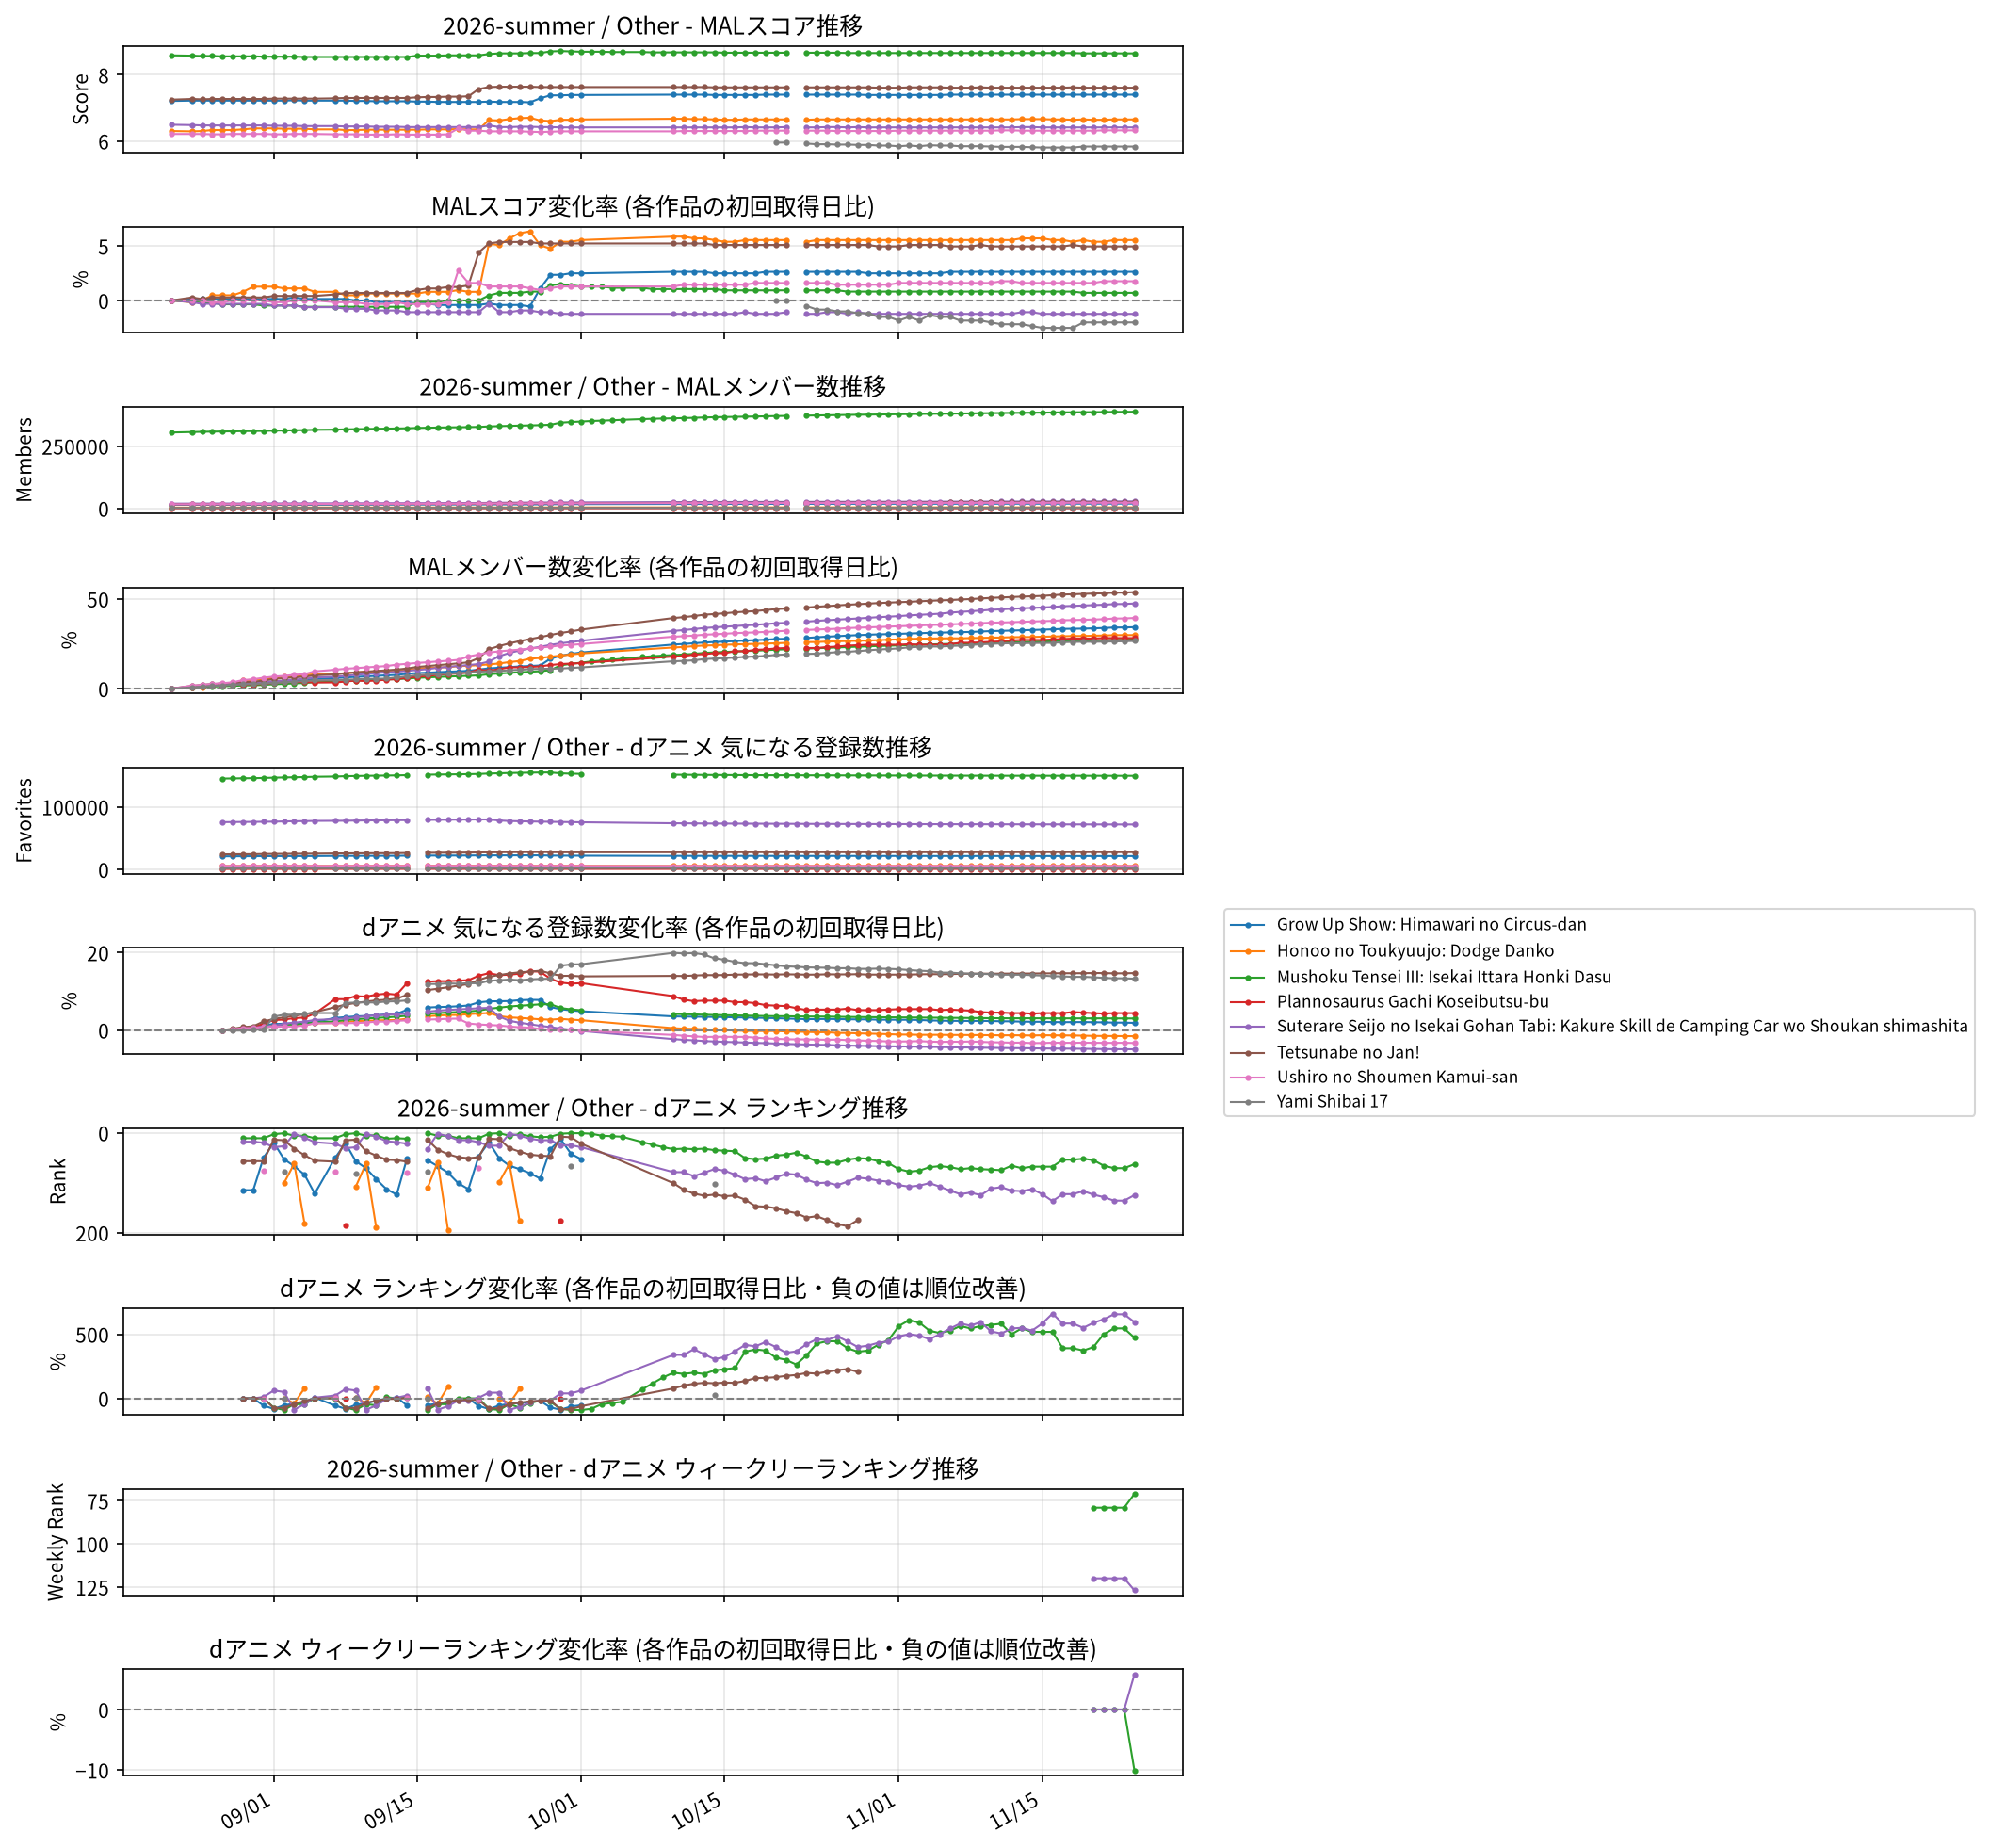 2026-summer / Other - MALスコア推移
Score
8
6
MALスコア変化率 (各作品の初回取得日比)
%
5
0
2026-summer / Other - MALメンバー数推移
Members
250000
0
MALメンバー数変化率 (各作品の初回取得日比)
%
50
0
2026-summer / Other - dアニメ 気になる登録数推移
Favorites
100000
0
dアニメ 気になる登録数変化率 (各作品の初回取得日比)
%
20
0
Grow Up Show: Himawari no Circus-dan
Honoo no Toukyuujo: Dodge Danko
Mushoku Tensei III: Isekai Ittara Honki Dasu
Plannosaurus Gachi Koseibutsu-bu
Suterare Seijo no Isekai Gohan Tabi: Kakure Skill de Camping Car wo Shoukan shimashita
Tetsunabe no Jan!
Ushiro no Shoumen Kamui-san
Yami Shibai 17
2026-summer / Other - dアニメ ランキング推移
Rank
0
200
dアニメ ランキング変化率 (各作品の初回取得日比・負の値は順位改善)
%
500
0
2026-summer / Other - dアニメ ウィークリーランキング推移
Weekly Rank
75
100
125
dアニメ ウィークリーランキング変化率 (各作品の初回取得日比・負の値は順位改善)
%
0
−10
09/01
09/15
10/01
10/15
11/01
11/15